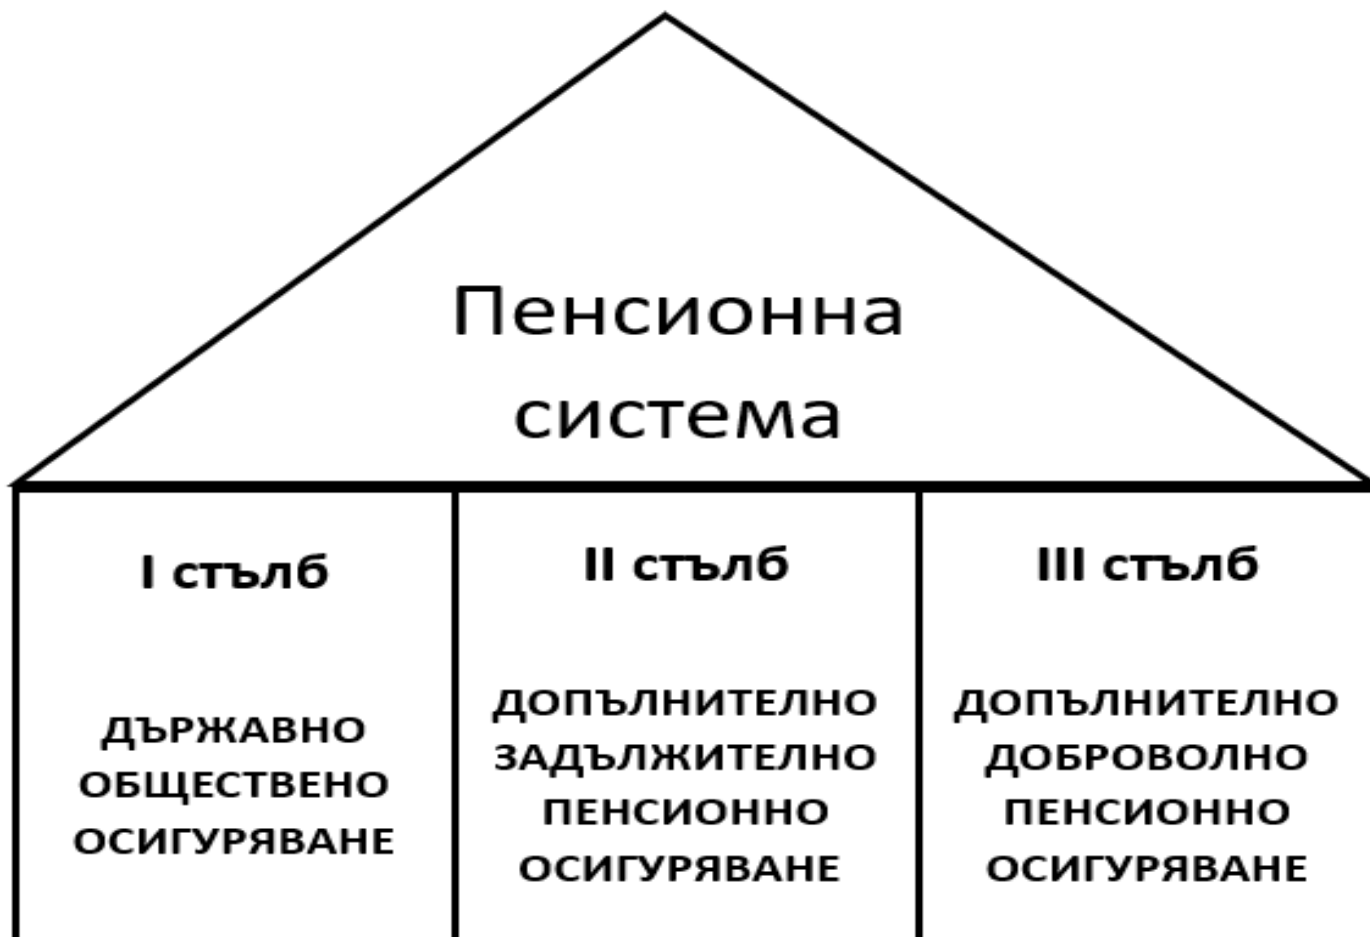 Пенсионна
система
I стълб
ДЪРЖАВНО
ОБЩЕСТВЕНО
ОСИГУРЯВАНЕ
II стълб
ДОПЪЛНИТЕЛНО
ЗАДЪЛЖИТЕЛНО
ПЕНСИОННО
ОСИГУРЯВАНЕ
III стълб
ДОПЪЛНИТЕЛНО
ДОБРОВОЛНО
ПЕНСИОННО
ОСИГУРЯВАНЕ